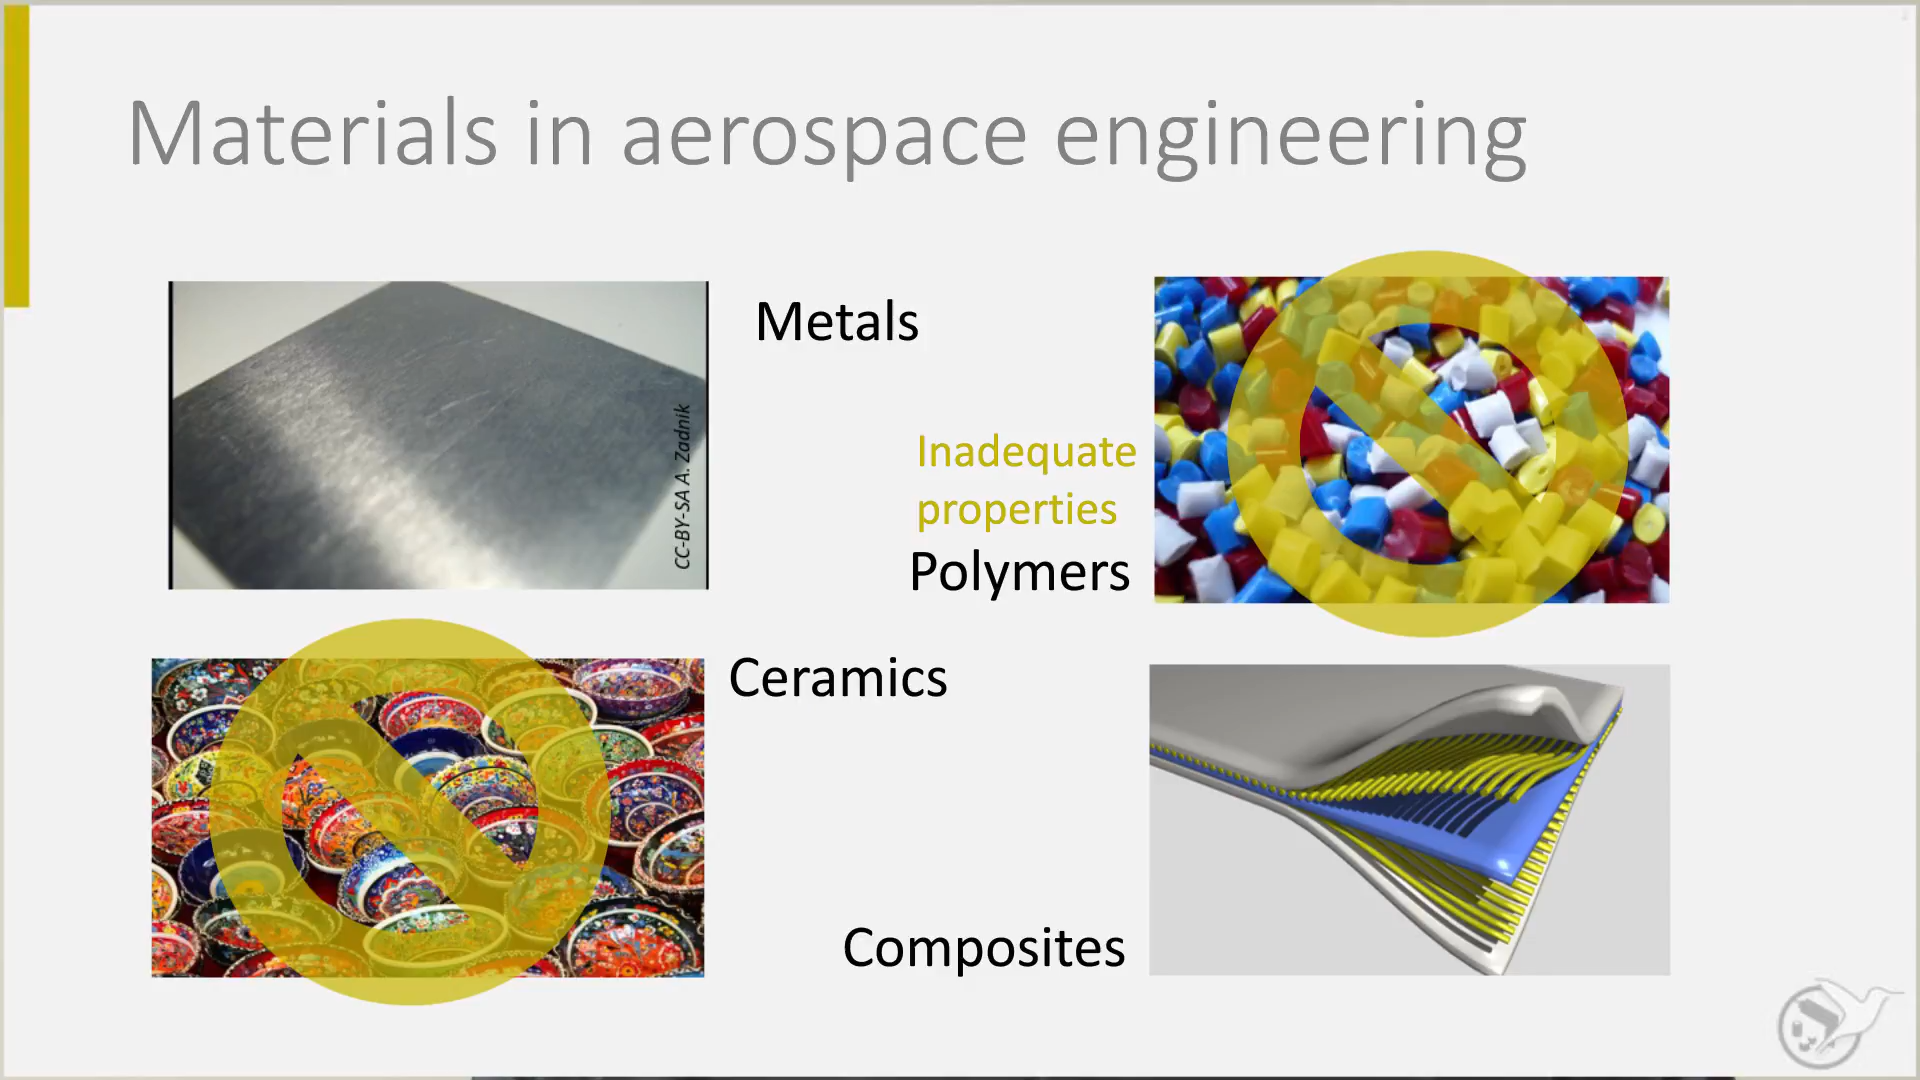 Materials in aerospace engineering
Metals
CC-BY-SA A. Zadnik
Inadequate
properties
Polymers
Ceramics
Composites